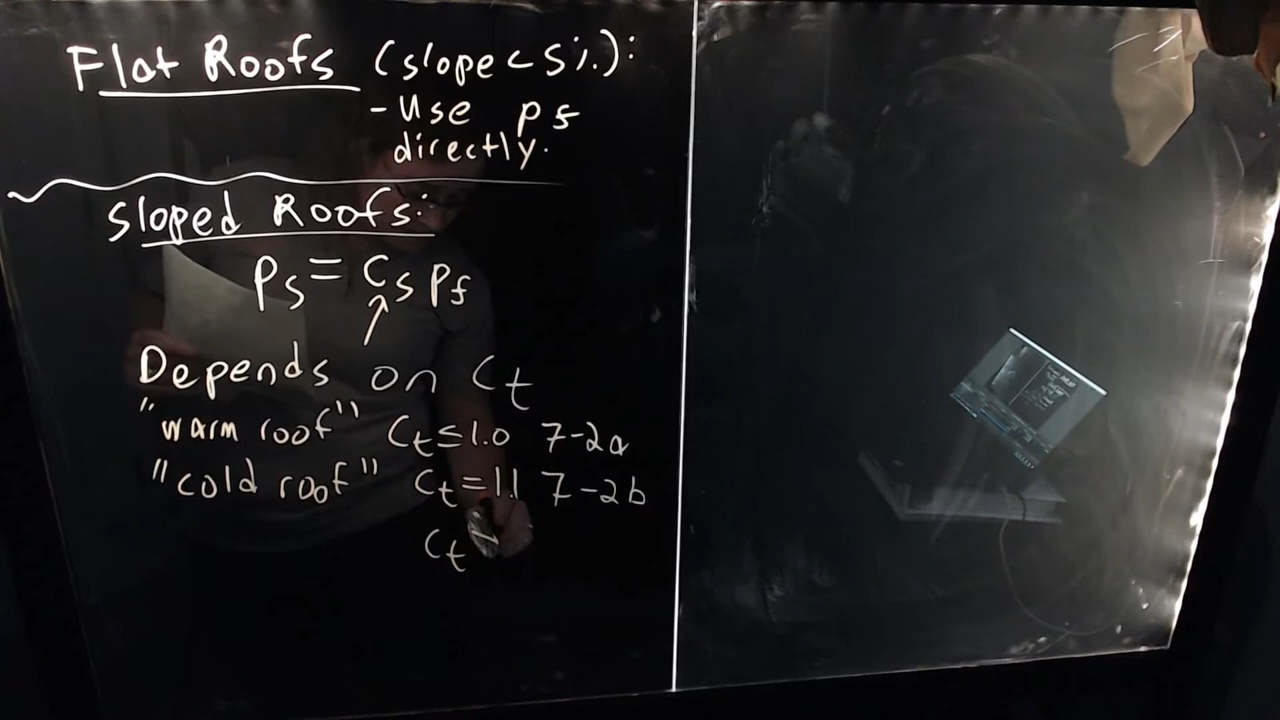 Flat Roofs (slope < 5°):
- Use pf
directly.
Sloped Roofs:
Ps = Cs Pf
Depends on Ct
"warm roof" Ct ≤ 1.0 7-2a
"cold roof" Ct = 1.1 7-2b
Ct